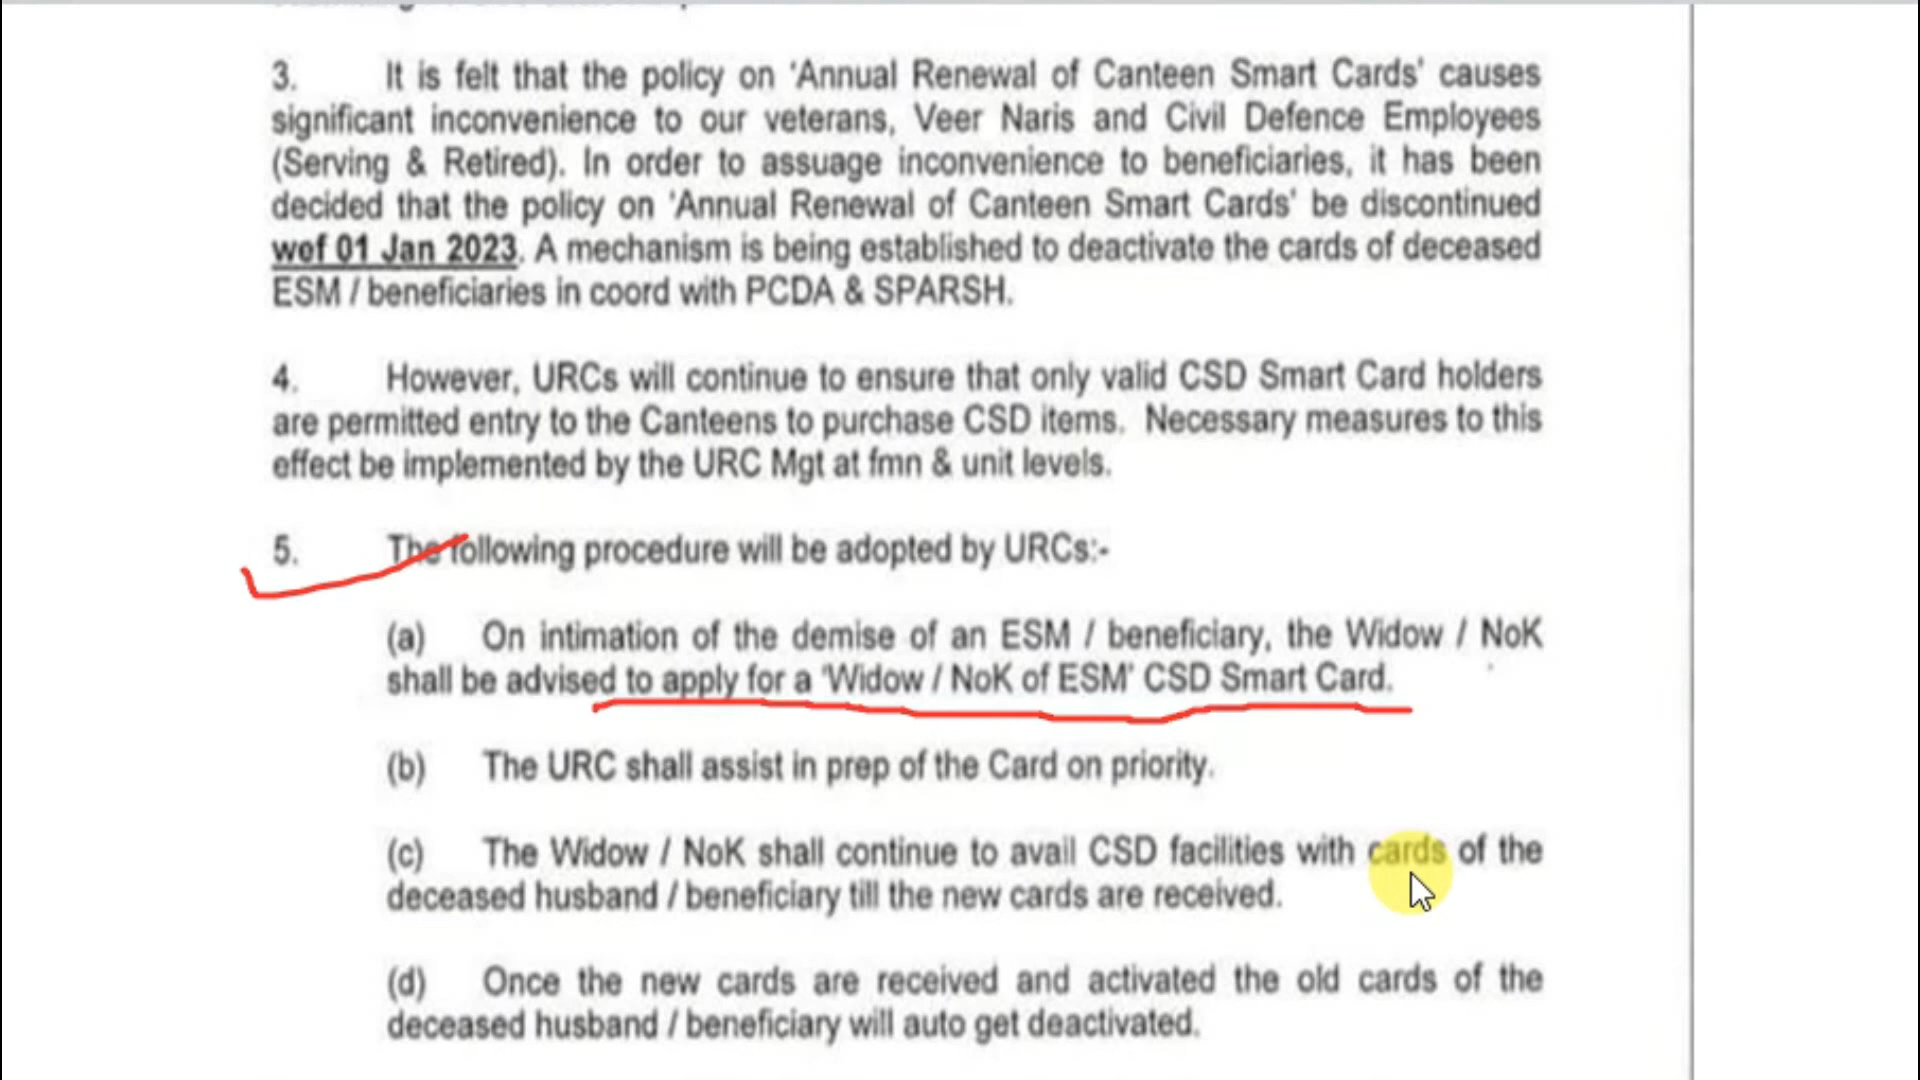 3. It is felt that the policy on 'Annual Renewal of Canteen Smart Cards' causes
significant inconvenience to our veterans, Veer Naris and Civil Defence Employees
(Serving & Retired). In order to assuage inconvenience to beneficiaries, it has been
decided that the policy on 'Annual Renewal of Canteen Smart Cards' be discontinued
wef 01 Jan 2023. A mechanism is being established to deactivate the cards of deceased
ESM / beneficiaries in coord with PCDA & SPARSH.
4. However, URCs will continue to ensure that only valid CSD Smart Card holders
are permitted entry to the Canteens to purchase CSD items. Necessary measures to this
effect be implemented by the URC Mgt at fmn & unit levels.
5. The following procedure will be adopted by URCs:-
(a) On intimation of the demise of an ESM / beneficiary, the Widow / NoK
shall be advised to apply for a 'Widow / NoK of ESM' CSD Smart Card.
(b) The URC shall assist in prep of the Card on priority.
(c) The Widow / NoK shall continue to avail CSD facilities with cards of the
deceased husband / beneficiary till the new cards are received.
(d) Once the new cards are received and activated the old cards of the
deceased husband / beneficiary will auto get deactivated.